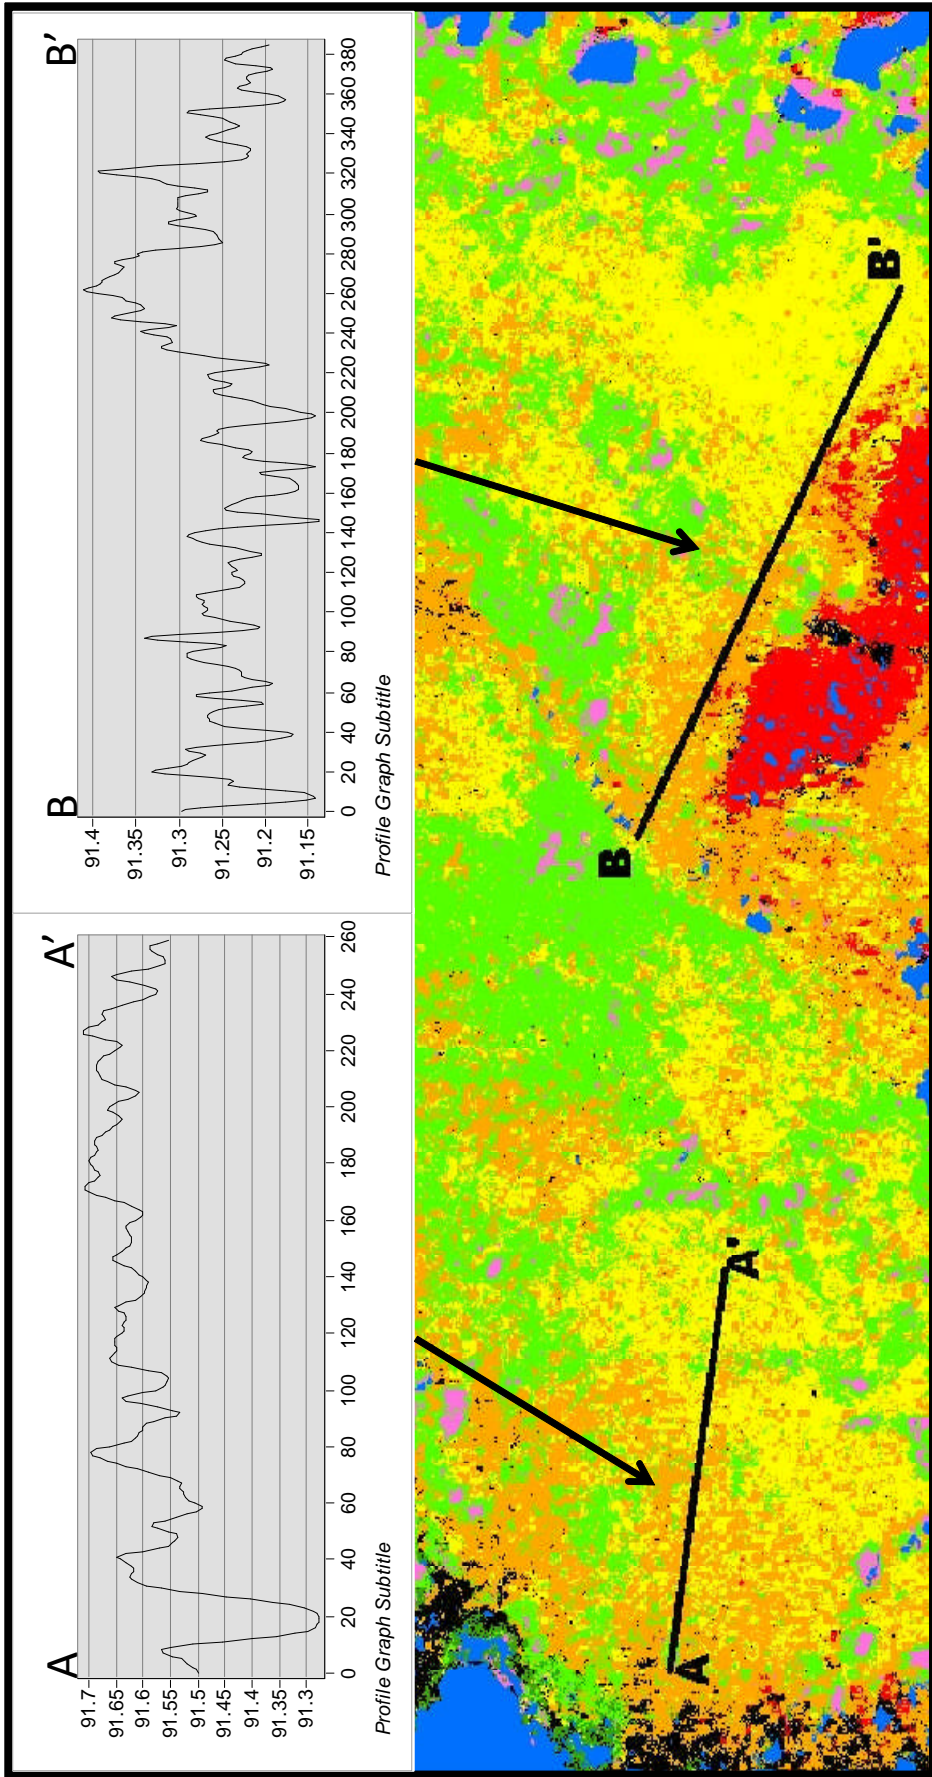 A A'
91.7
91.65
91.6
91.55
91.5
91.45
91.4
91.35
91.3
0 20 40 60 80 100 120 140 160 180 200 220 240 260
Profile Graph Subtitle
B B'
91.4
91.35
91.3
91.25
91.2
91.15
0 20 40 60 80 100 120 140 160 180 200 220 240 260 280 300 320 340 360 380
Profile Graph Subtitle
B
A
A'
B'